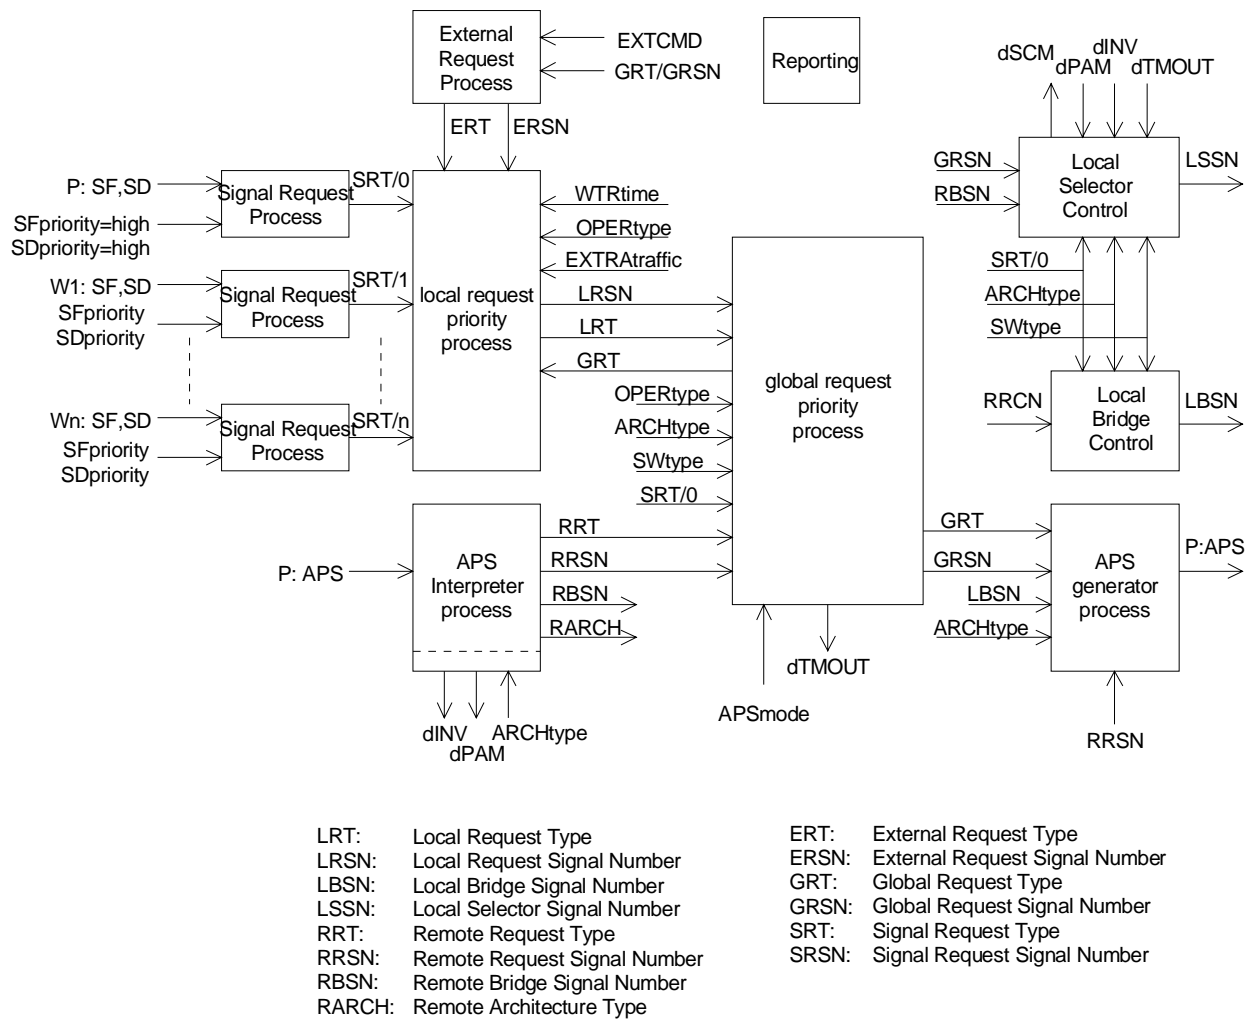 External
Request
Process
EXTCMD
GRT/GRSN
Reporting
dSCM
dINV
dPAM
dTMOUT
ERT
ERSN
GRSN
RBSN
Local
Selector
Control
LSSN
P: SF,SD
SFpriority=high
SDpriority=high
Signal Request
Process
SRT/0
W1: SF,SD
SFpriority
SDpriority
Signal Request
Process
SRT/1
Wn: SF,SD
SFpriority
SDpriority
Signal Request
Process
SRT/n
local request
priority
process
WTRtime
OPERtype
EXTRAtraffic
LRSN
LRT
GRT
OPERtype
ARCHtype
SWtype
SRT/0
global request
priority
process
SRT/0
ARCHtype
SWtype
RRCN
Local
Bridge
Control
LBSN
P: APS
APS
Interpreter
process
RRT
RRSN
RBSN
RARCH
dINV
dPAM
ARCHtype
APSmode
dTMOUT
GRT
GRSN
LBSN
ARCHtype
APS
generator
process
P:APS
RRSN
LRT: Local Request Type
LRSN: Local Request Signal Number
LBSN: Local Bridge Signal Number
LSSN: Local Selector Signal Number
RRT: Remote Request Type
RRSN: Remote Request Signal Number
RBSN: Remote Bridge Signal Number
RARCH: Remote Architecture Type
ERT: External Request Type
ERSN: External Request Signal Number
GRT: Global Request Type
GRSN: Global Request Signal Number
SRT: Signal Request Type
SRSN: Signal Request Signal Number